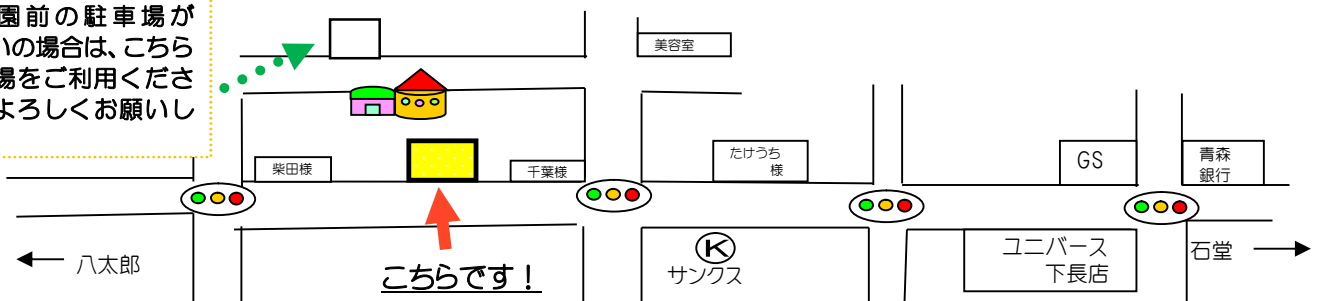 園前の駐車場が
いの場合は、こちら
場をご利用くださ
よろしくお願いし
美容室
柴田様
千葉様
たけうち
様
GS
青森
銀行
八太郎
こちらです！
K
サンクス
ユニバース
下長店
石堂